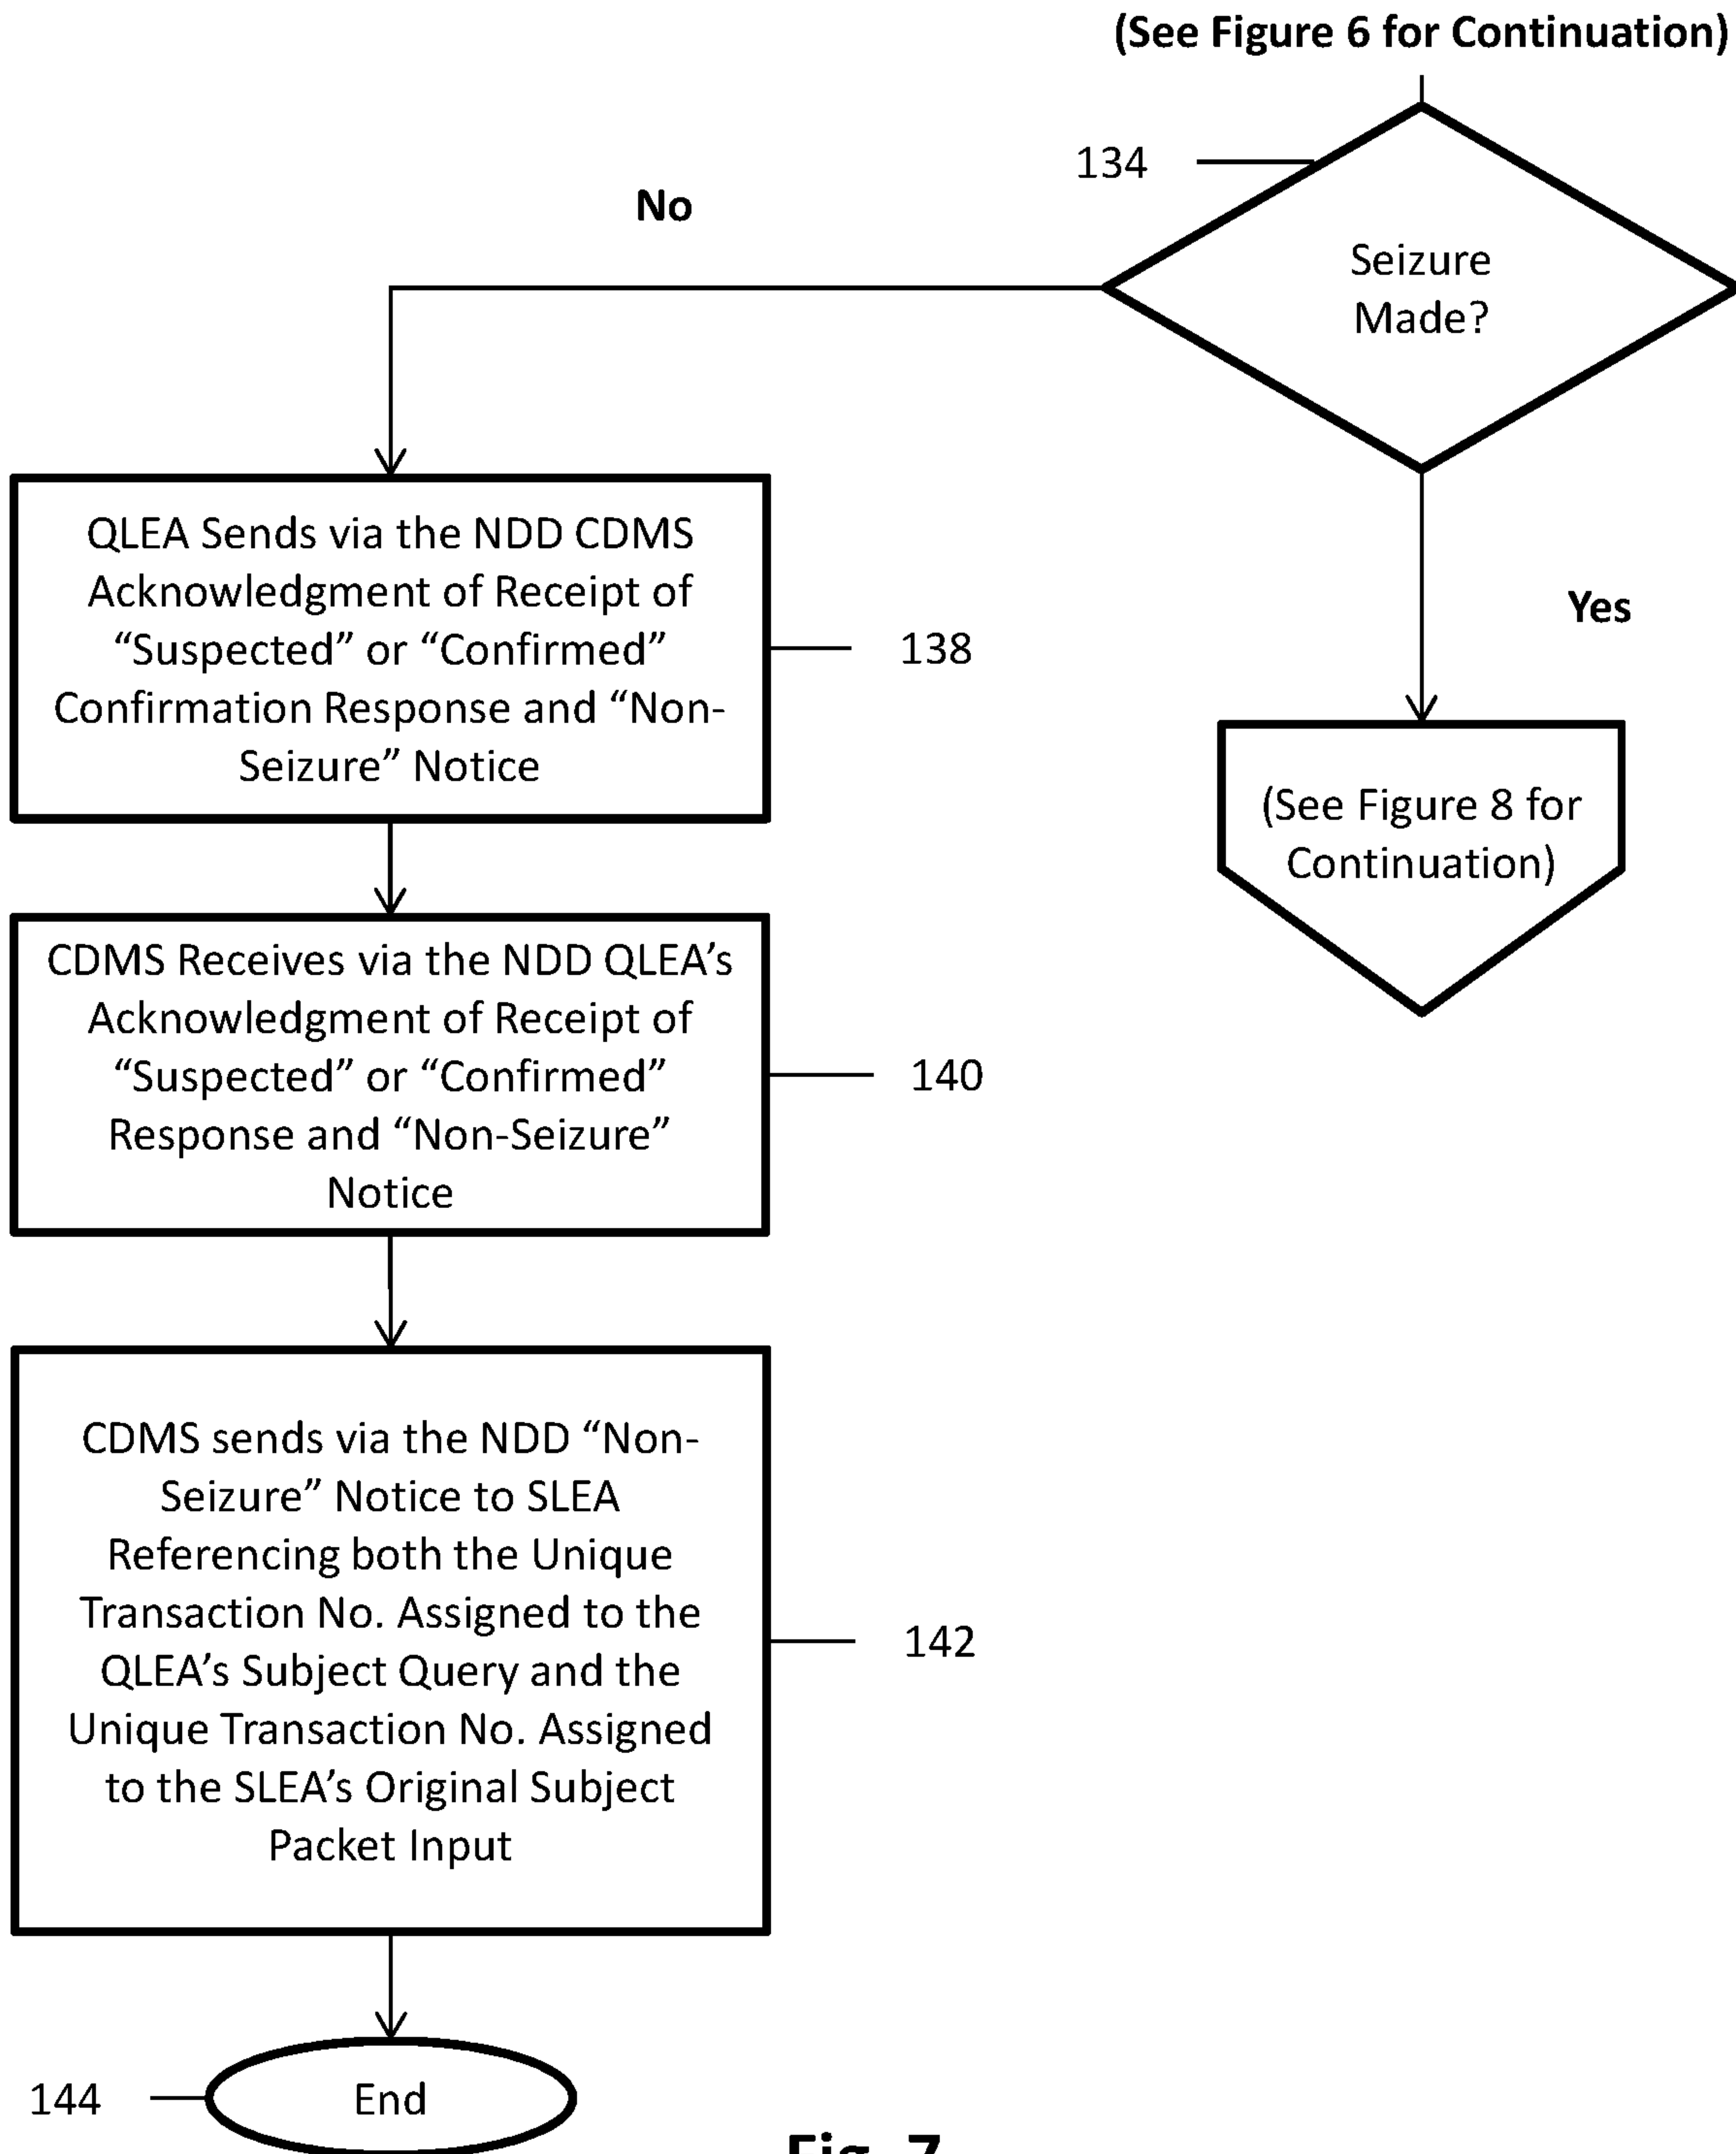 (See Figure 6 for Continuation)
134
No
Seizure
Made?
Yes
(See Figure 8 for
Continuation)
QLEA Sends via the NDD CDMS
Acknowledgment of Receipt of
“Suspected” or “Confirmed”
Confirmation Response and “Non-
Seizure” Notice
138
CDMS Receives via the NDD QLEA’s
Acknowledgment of Receipt of
“Suspected” or “Confirmed”
Response and “Non-Seizure”
Notice
140
CDMS sends via the NDD “Non-
Seizure” Notice to SLEA
Referencing both the Unique
Transaction No. Assigned to the
QLEA’s Subject Query and the
Unique Transaction No. Assigned
to the SLEA’s Original Subject
Packet Input
142
144
End
Fig. 7